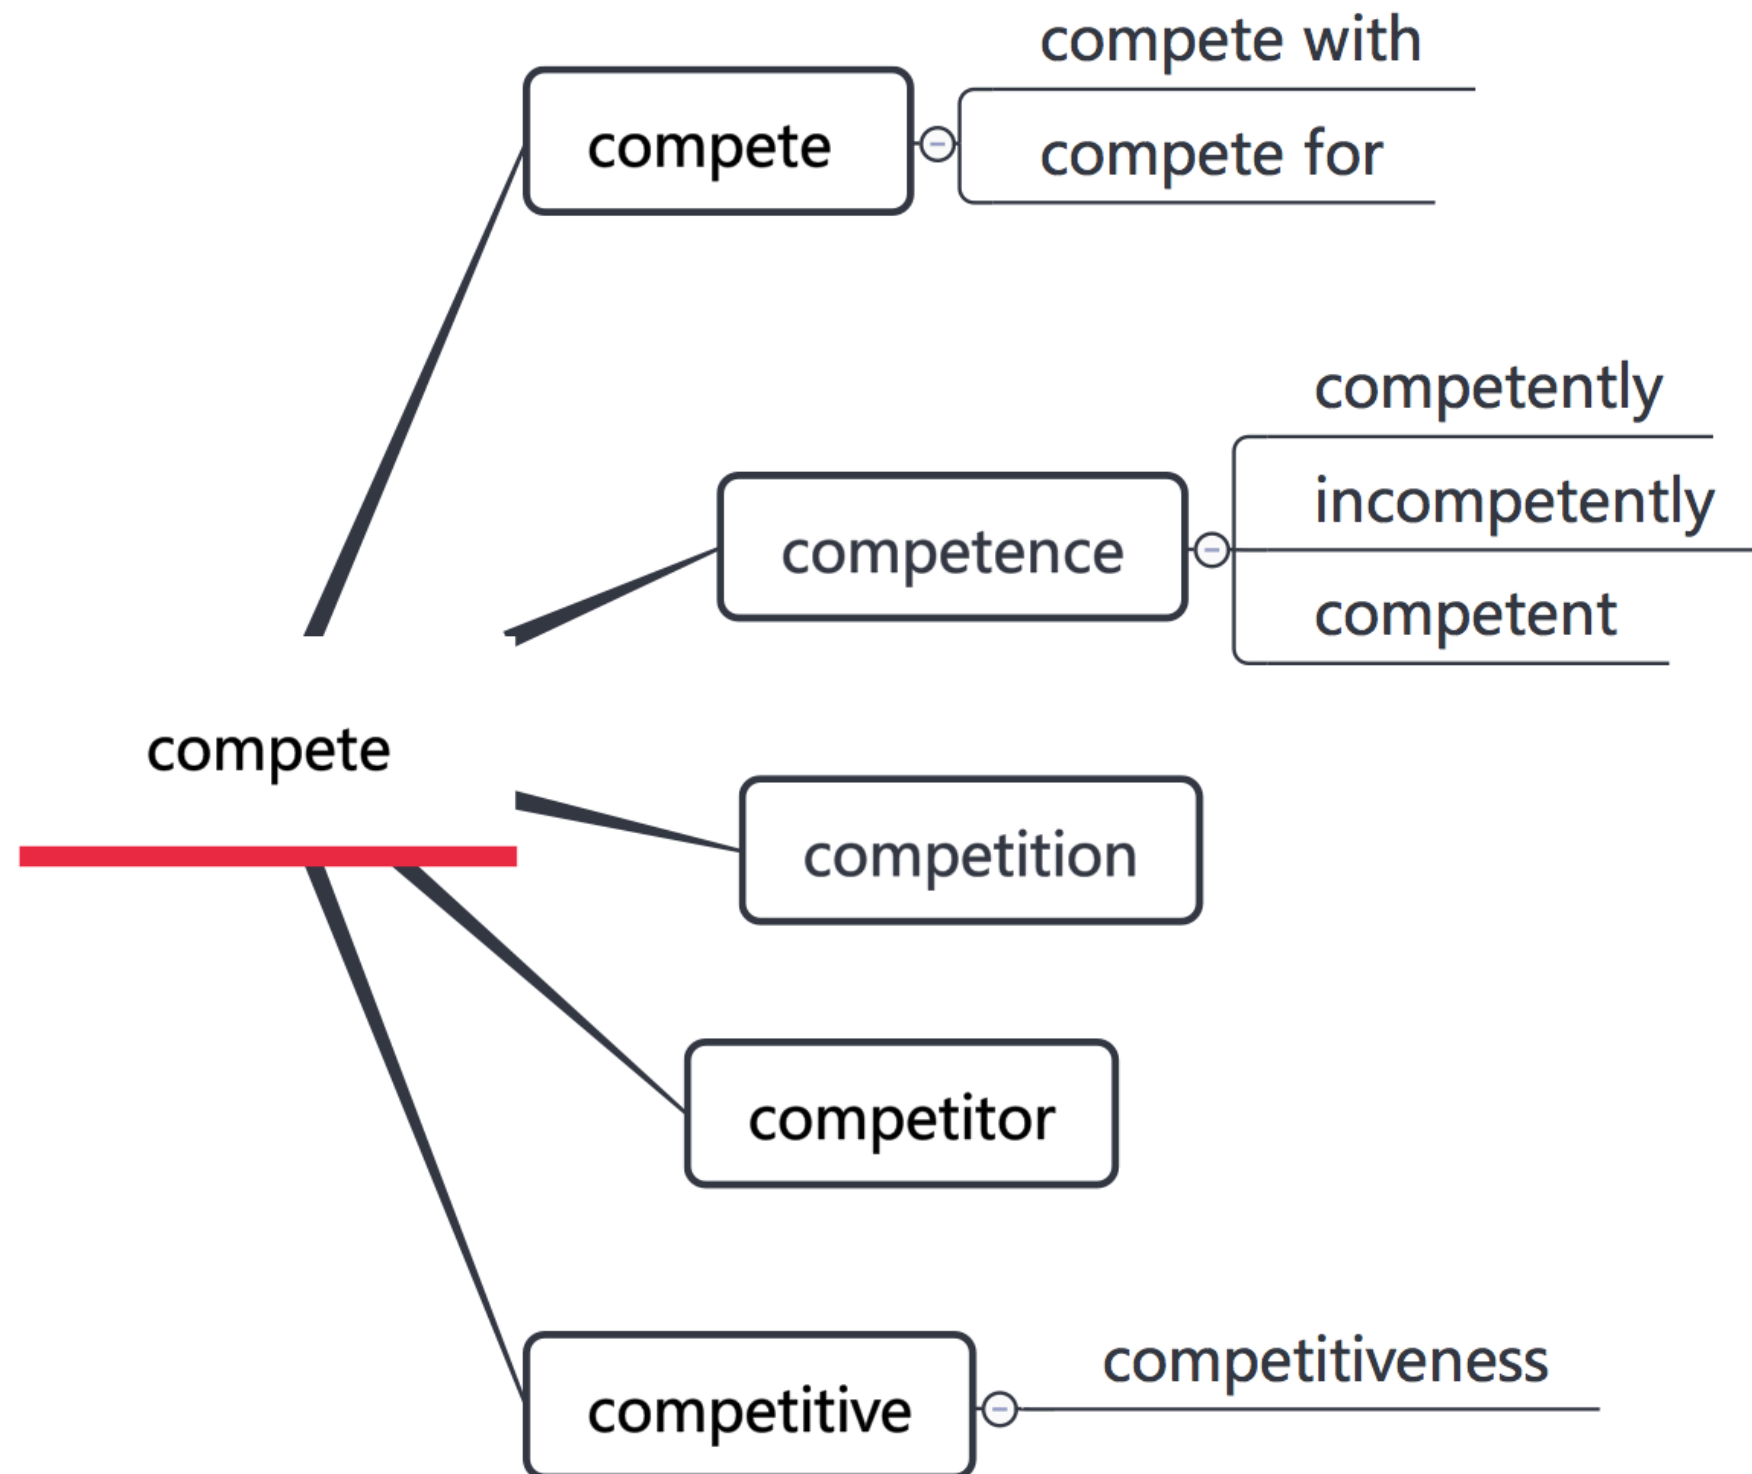 compete
compete
compete with
compete for
competence
competently
incompetently
competent
competition
competitor
competitive
competitiveness